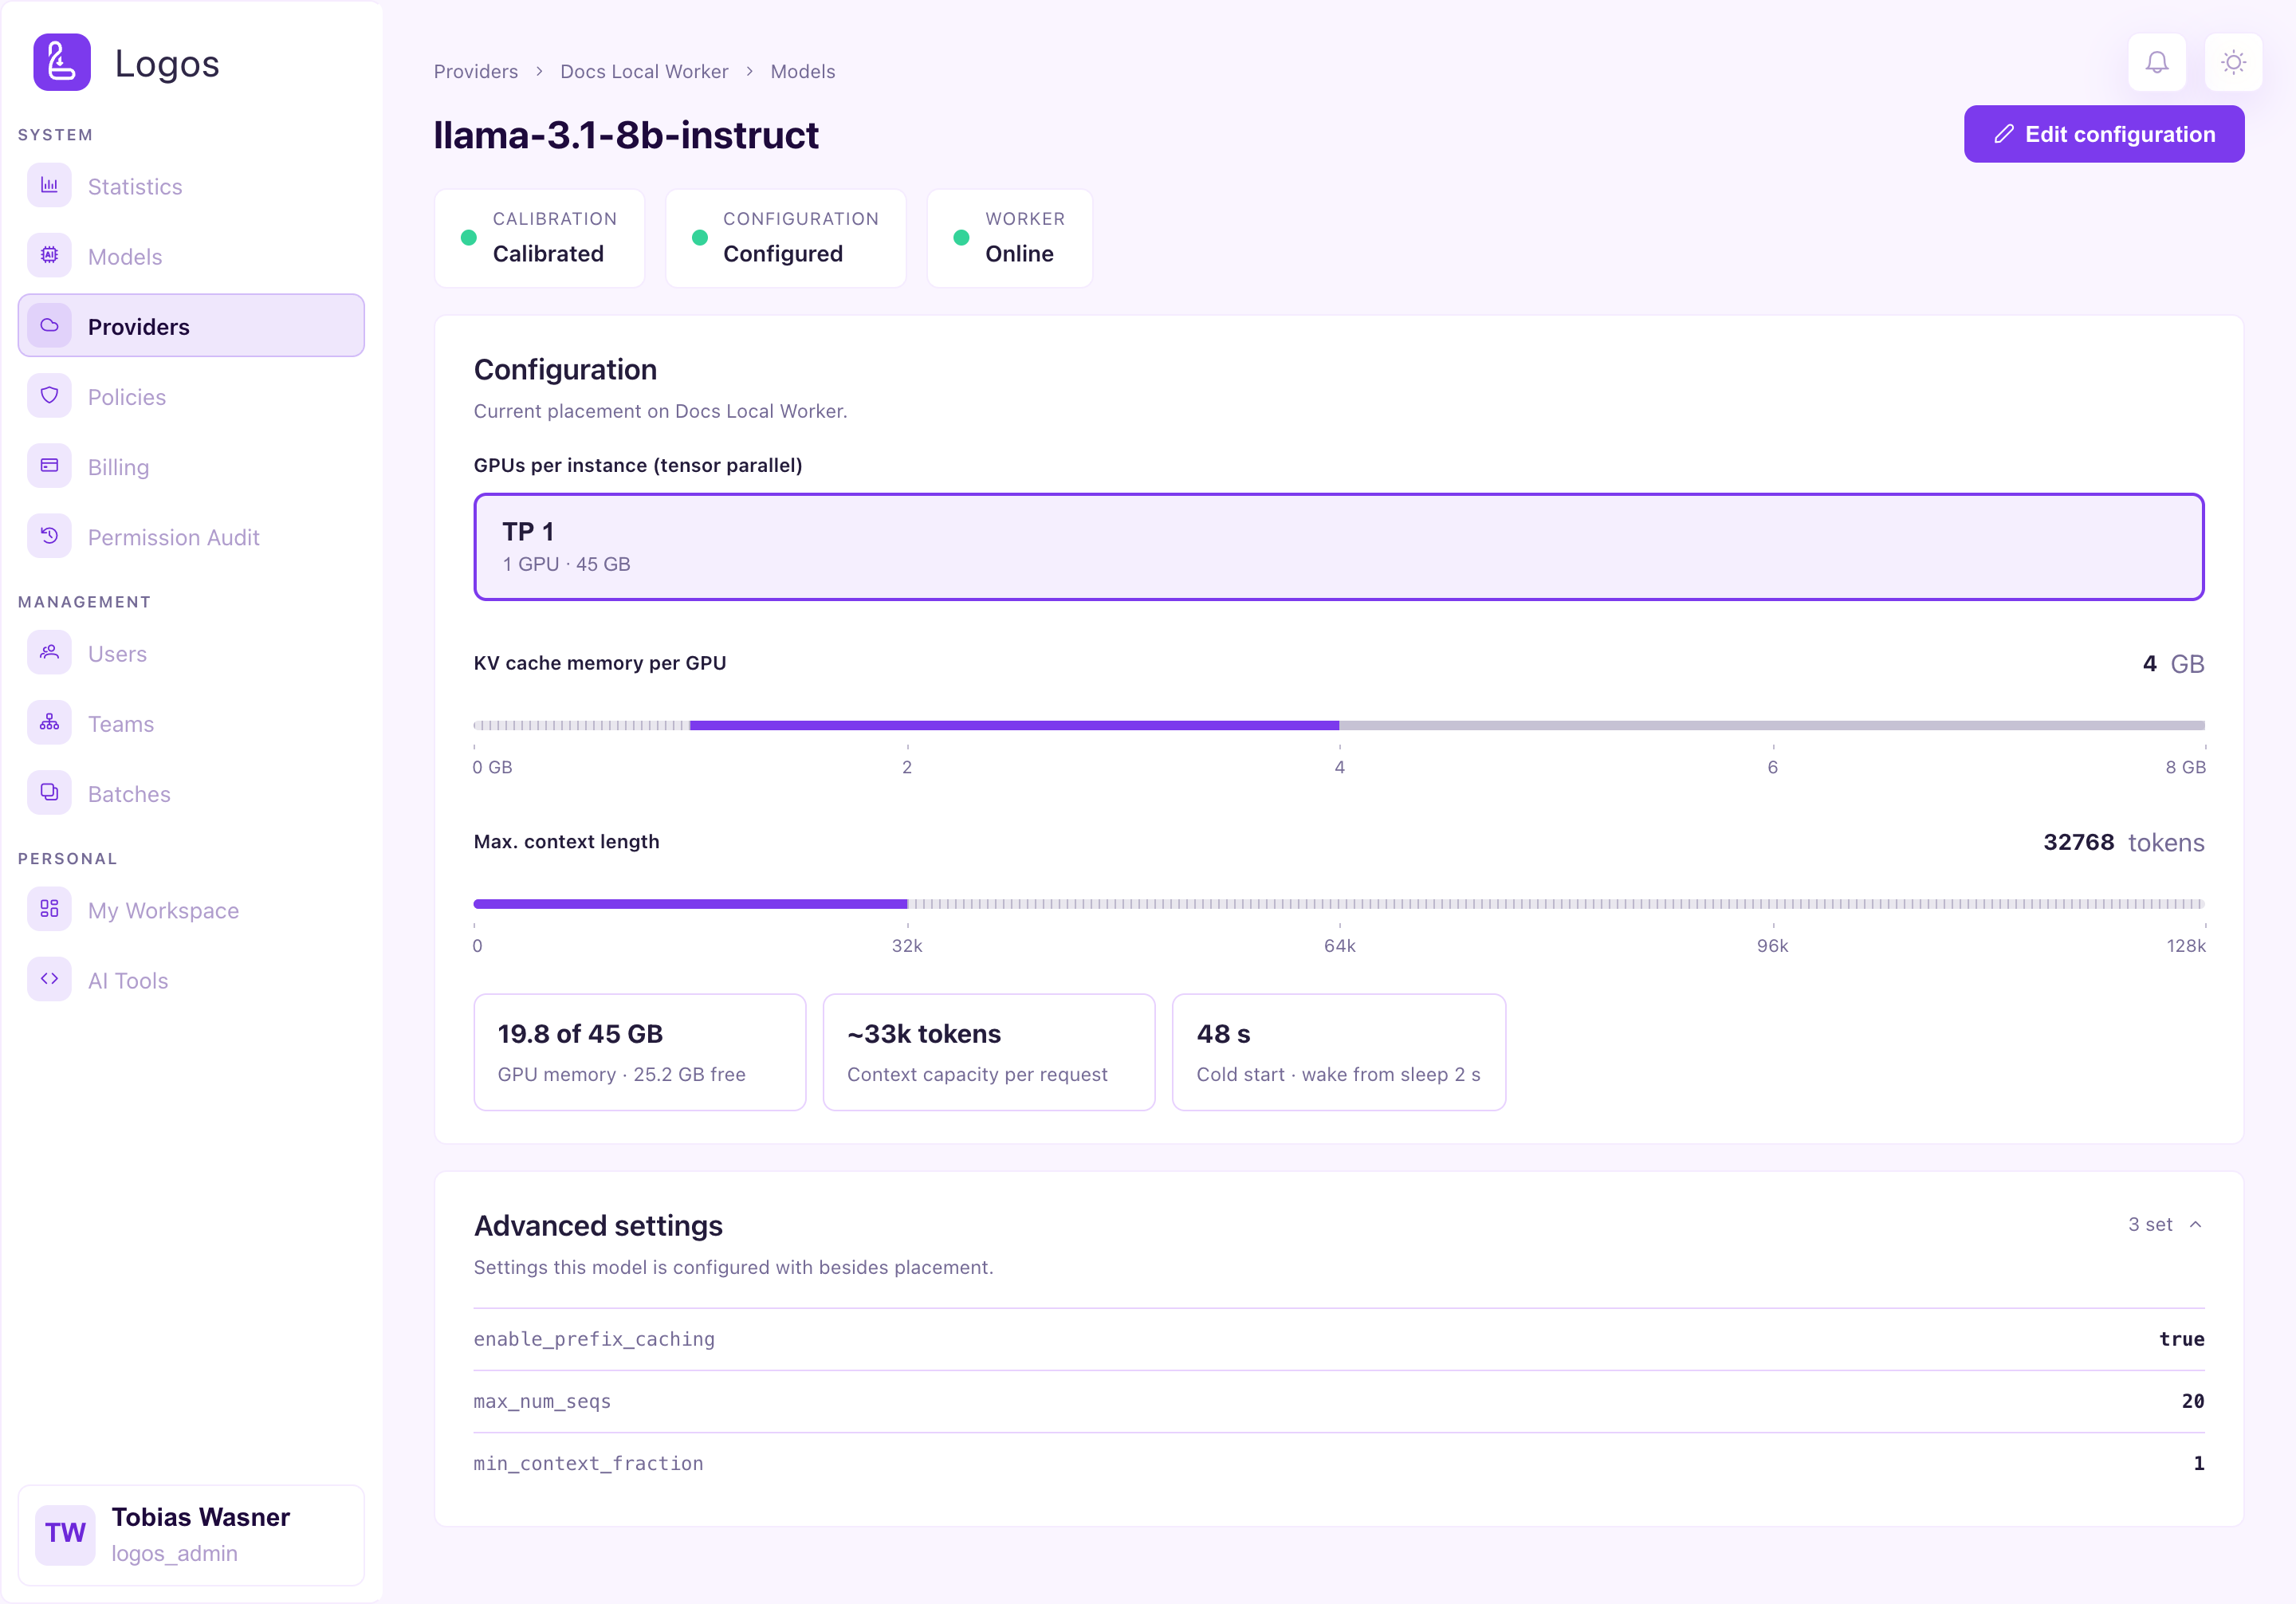 Logos
SYSTEM
Statistics
Models
Providers
Policies
Billing
Permission Audit
MANAGEMENT
Users
Teams
Batches
PERSONAL
My Workspace
AI Tools
TW
Tobias Wasner
logos_admin
Providers > Docs Local Worker > Models
llama-3.1-8b-instruct
Edit configuration
CALIBRATION
Calibrated
CONFIGURATION
Configured
WORKER
Online
Configuration
Current placement on Docs Local Worker.
GPUs per instance (tensor parallel)
TP 1
1 GPU · 45 GB
KV cache memory per GPU
4 GB
0 GB 2 4 6 8 GB
Max. context length
32768 tokens
0 32k 64k 96k 128k
19.8 of 45 GB
GPU memory · 25.2 GB free
~33k tokens
Context capacity per request
48 s
Cold start · wake from sleep 2 s
Advanced settings
3 set
Settings this model is configured with besides placement.
enable_prefix_caching true
max_num_seqs 20
min_context_fraction 1